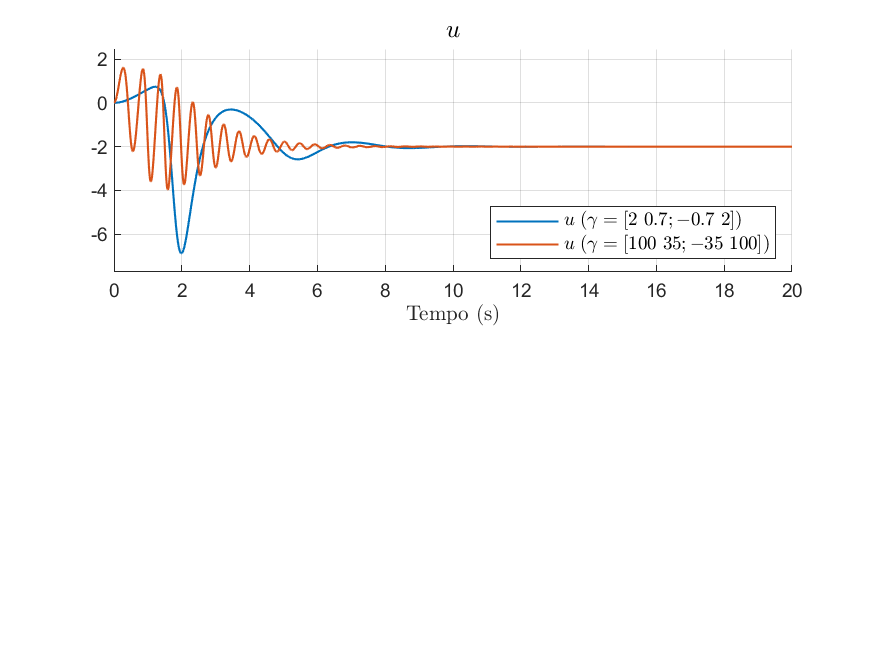 u
2
0
-2
-4
-6
u (γ = [2 0.7; −0.7 2])
u (γ = [100 35; −35 100])
0 2 4 6 8 10 12 14 16 18 20
Tempo (s)